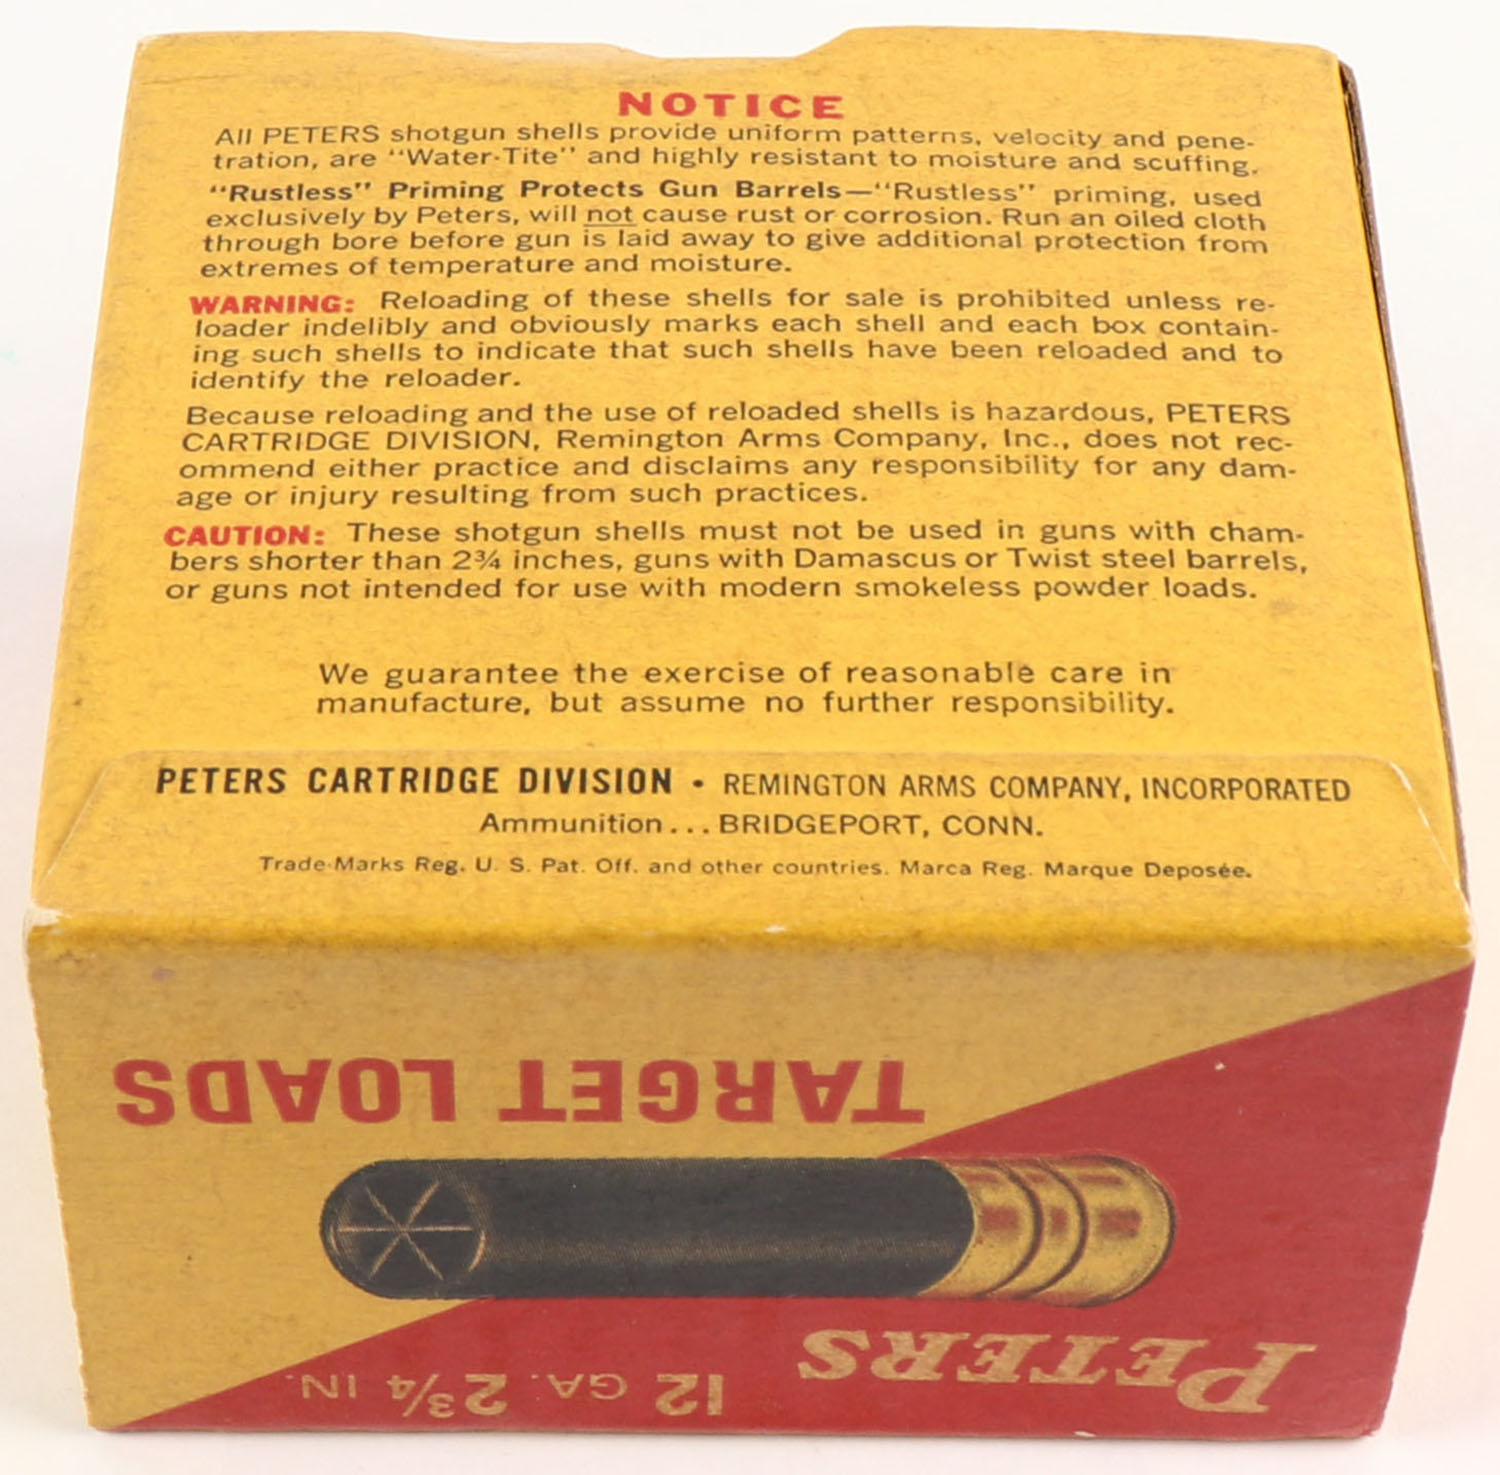 NOTICE
All PETERS shotgun shells provide uniform patterns, velocity and pene-
tration, are "Water-Tite" and highly resistant to moisture and scuffing.
"Rustless" Priming Protects Gun Barrels—"Rustless" priming, used
exclusively by Peters, will not cause rust or corrosion. Run an oiled cloth
through bore before gun is laid away to give additional protection from
extremes of temperature and moisture.
WARNING: Reloading of these shells for sale is prohibited unless re-
loader indelibly and obviously marks each shell and each box contain-
ing such shells to indicate that such shells have been reloaded and to
identify the reloader.
Because reloading and the use of reloaded shells is hazardous, PETERS
CARTRIDGE DIVISION, Remington Arms Company, Inc., does not rec-
ommend either practice and disclaims any responsibility for any dam-
age or injury resulting from such practices.
CAUTION: These shotgun shells must not be used in guns with cham-
bers shorter than 2¾ inches, guns with Damascus or Twist steel barrels,
or guns not intended for use with modern smokeless powder loads.
We guarantee the exercise of reasonable care in
manufacture, but assume no further responsibility.
PETERS CARTRIDGE DIVISION • REMINGTON ARMS COMPANY, INCORPORATED
Ammunition... BRIDGEPORT, CONN.
Trade-Marks Reg. U. S. Pat. Off. and other countries. Marca Reg. Marque Deposée.
PETERS 12 GA. 2¾ IN.
TARGET LOADS